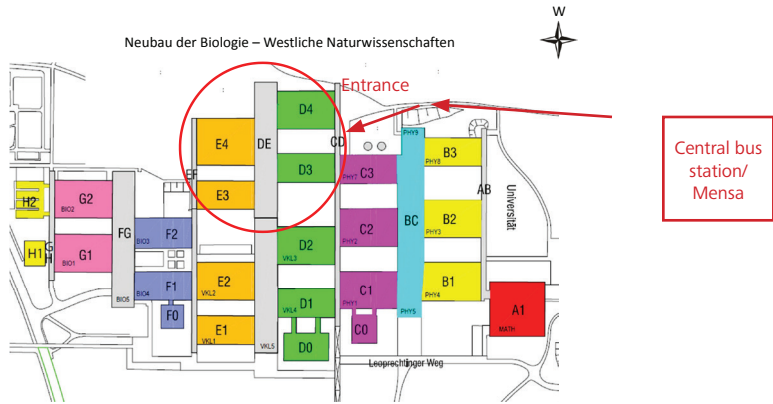 W
Neubau der Biologie – Westliche Naturwissenschaften
Entrance
Central bus
station/
Mensa
D4
DE
E4
CD
PHY9
B3
PHY8
D3
C3
PHY7
EF
E3
AB
Universität
H2
G2
BIO2
FG
F2
BIO3
D2
VKL3
C2
PHY2
BC
B2
PHY3
G
H
H1
G1
BIO1
E2
VKL2
F1
BIO4
BIO5
F0
D1
VKL4
C1
PHY1
B1
PHY4
PHY5
A1
MATH
E1
VKL1
VKL5
D0
C0
Leoprechtinger Weg